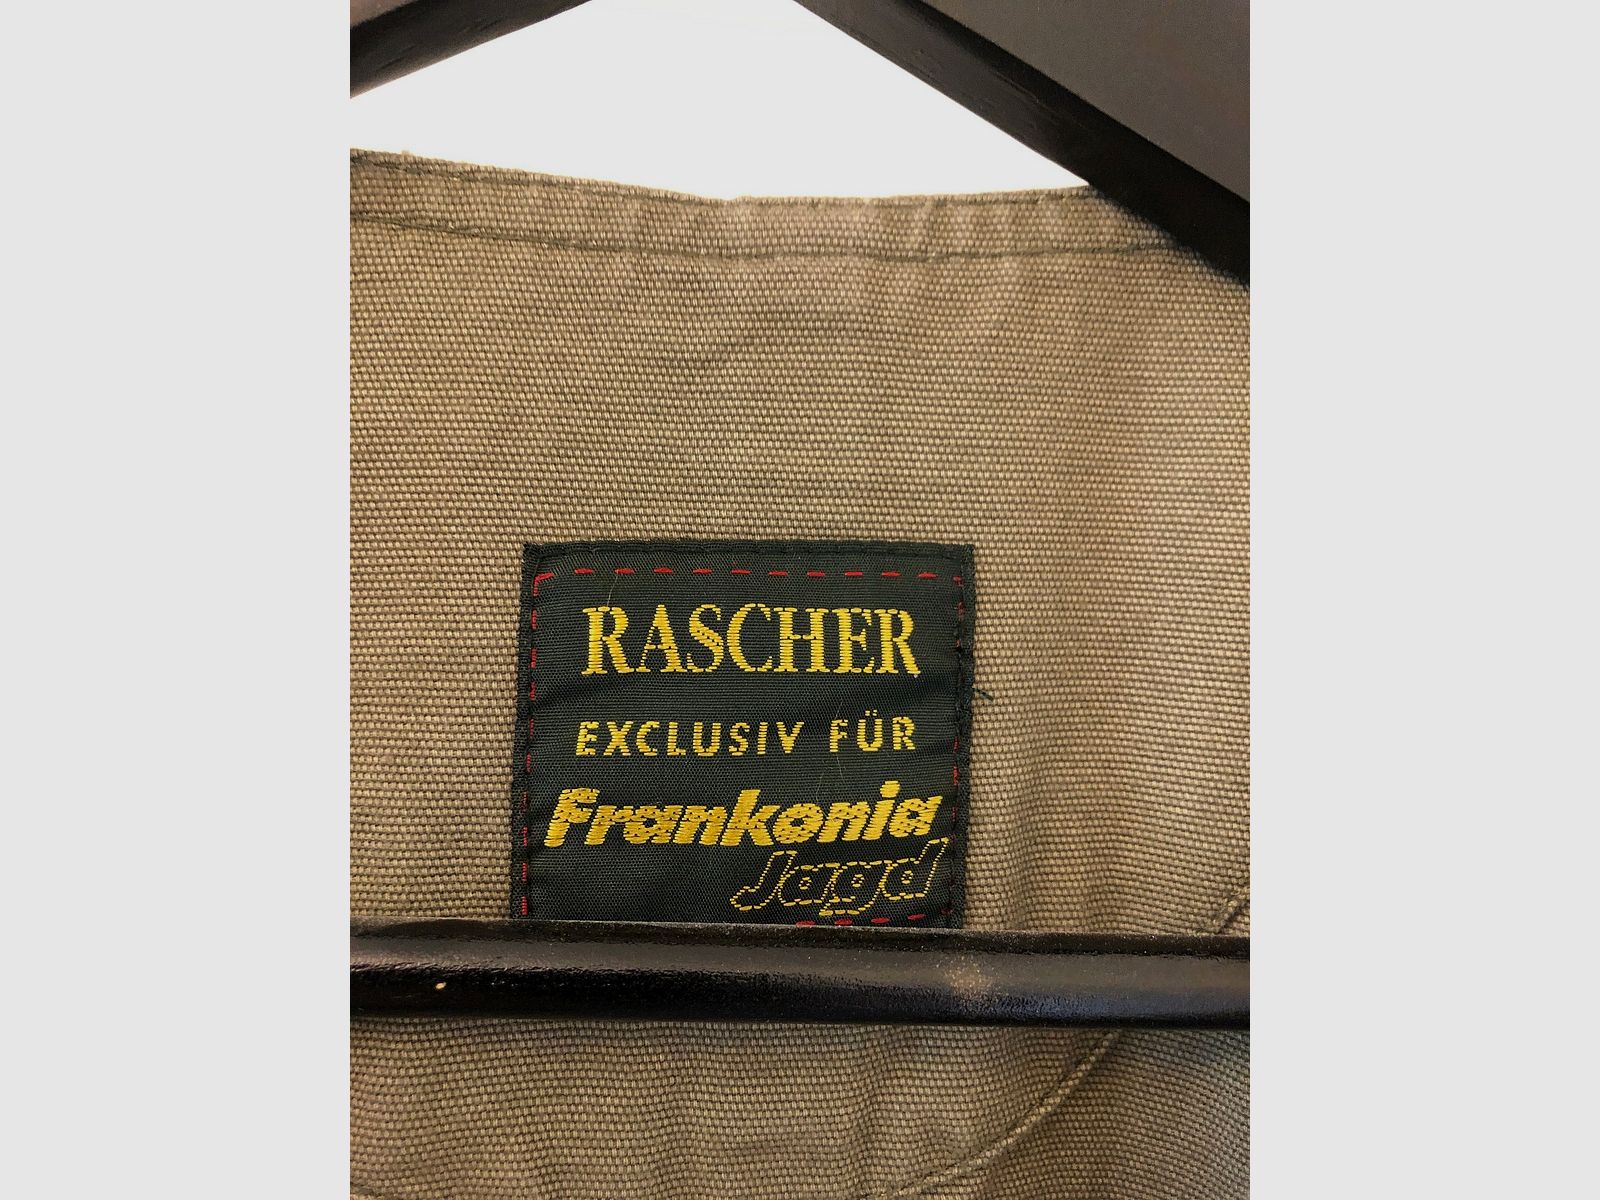 RASCHER
EXCLUSIV FÜR
Frankonia
Jagd